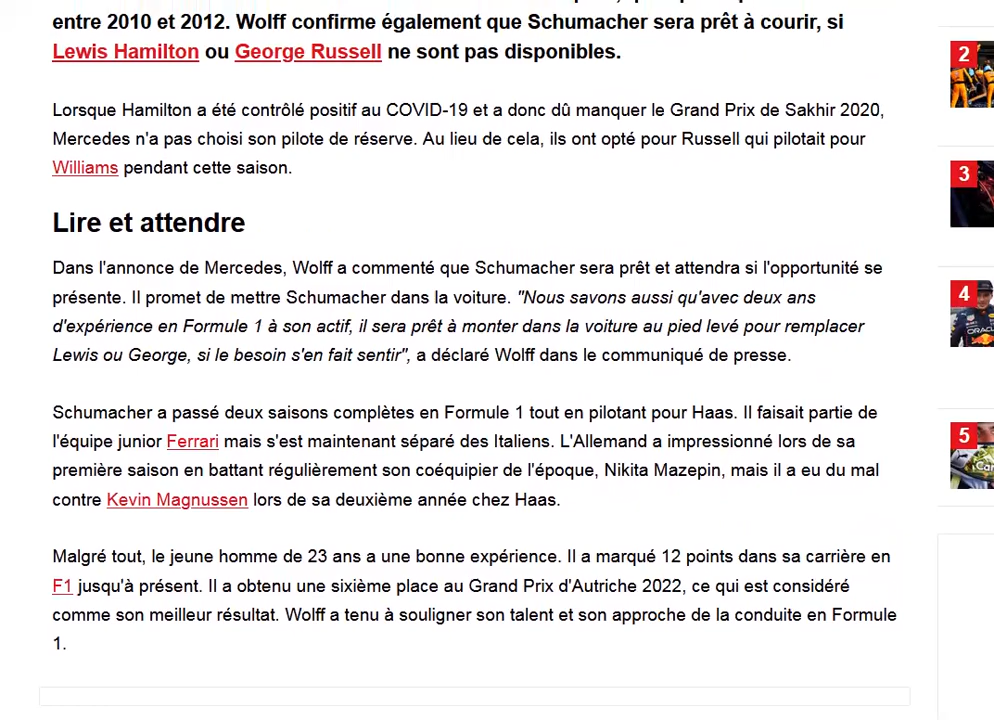 entre 2010 et 2012. Wolff confirme également que Schumacher sera prêt à courir, si
Lewis Hamilton ou George Russell ne sont pas disponibles.
Lorsque Hamilton a été contrôlé positif au COVID-19 et a donc dû manquer le Grand Prix de Sakhir 2020,
Mercedes n'a pas choisi son pilote de réserve. Au lieu de cela, ils ont opté pour Russell qui pilotait pour
Williams pendant cette saison.
Lire et attendre
Dans l'annonce de Mercedes, Wolff a commenté que Schumacher sera prêt et attendra si l'opportunité se
présente. Il promet de mettre Schumacher dans la voiture. "Nous savons aussi qu'avec deux ans
d'expérience en Formule 1 à son actif, il sera prêt à monter dans la voiture au pied levé pour remplacer
Lewis ou George, si le besoin s'en fait sentir", a déclaré Wolff dans le communiqué de presse.
Schumacher a passé deux saisons complètes en Formule 1 tout en pilotant pour Haas. Il faisait partie de
l'équipe junior Ferrari mais s'est maintenant séparé des Italiens. L'Allemand a impressionné lors de sa
première saison en battant régulièrement son coéquipier de l'époque, Nikita Mazepin, mais il a eu du mal
contre Kevin Magnussen lors de sa deuxième année chez Haas.
Malgré tout, le jeune homme de 23 ans a une bonne expérience. Il a marqué 12 points dans sa carrière en
F1 jusqu'à présent. Il a obtenu une sixième place au Grand Prix d'Autriche 2022, ce qui est considéré
comme son meilleur résultat. Wolff a tenu à souligner son talent et son approche de la conduite en Formule
1.
2
3
4
ORACLE
5